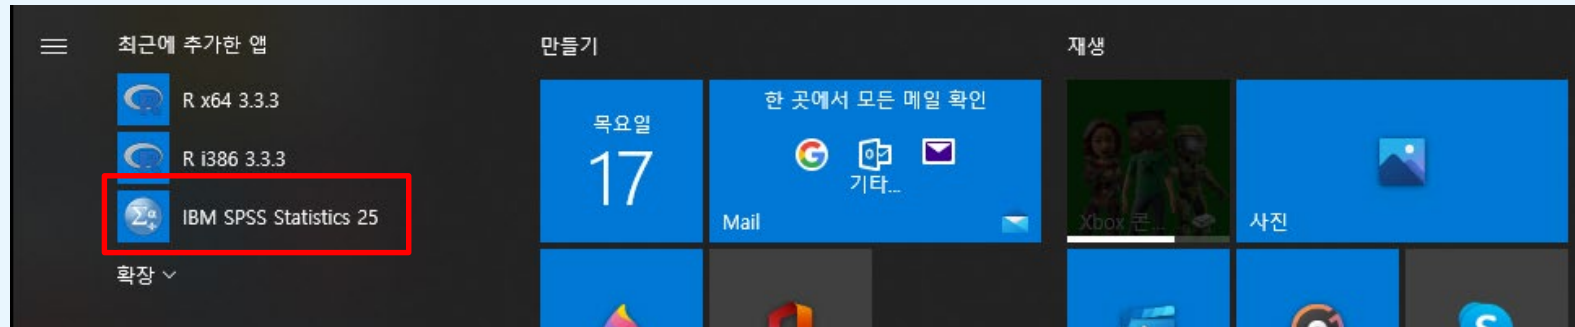 최근에 추가한 앱
R x64 3.3.3
R i386 3.3.3
IBM SPSS Statistics 25
확장
만들기
목요일
17
한 곳에서 모든 메일 확인
기타...
Mail
재생
Xbox 콘...
사진